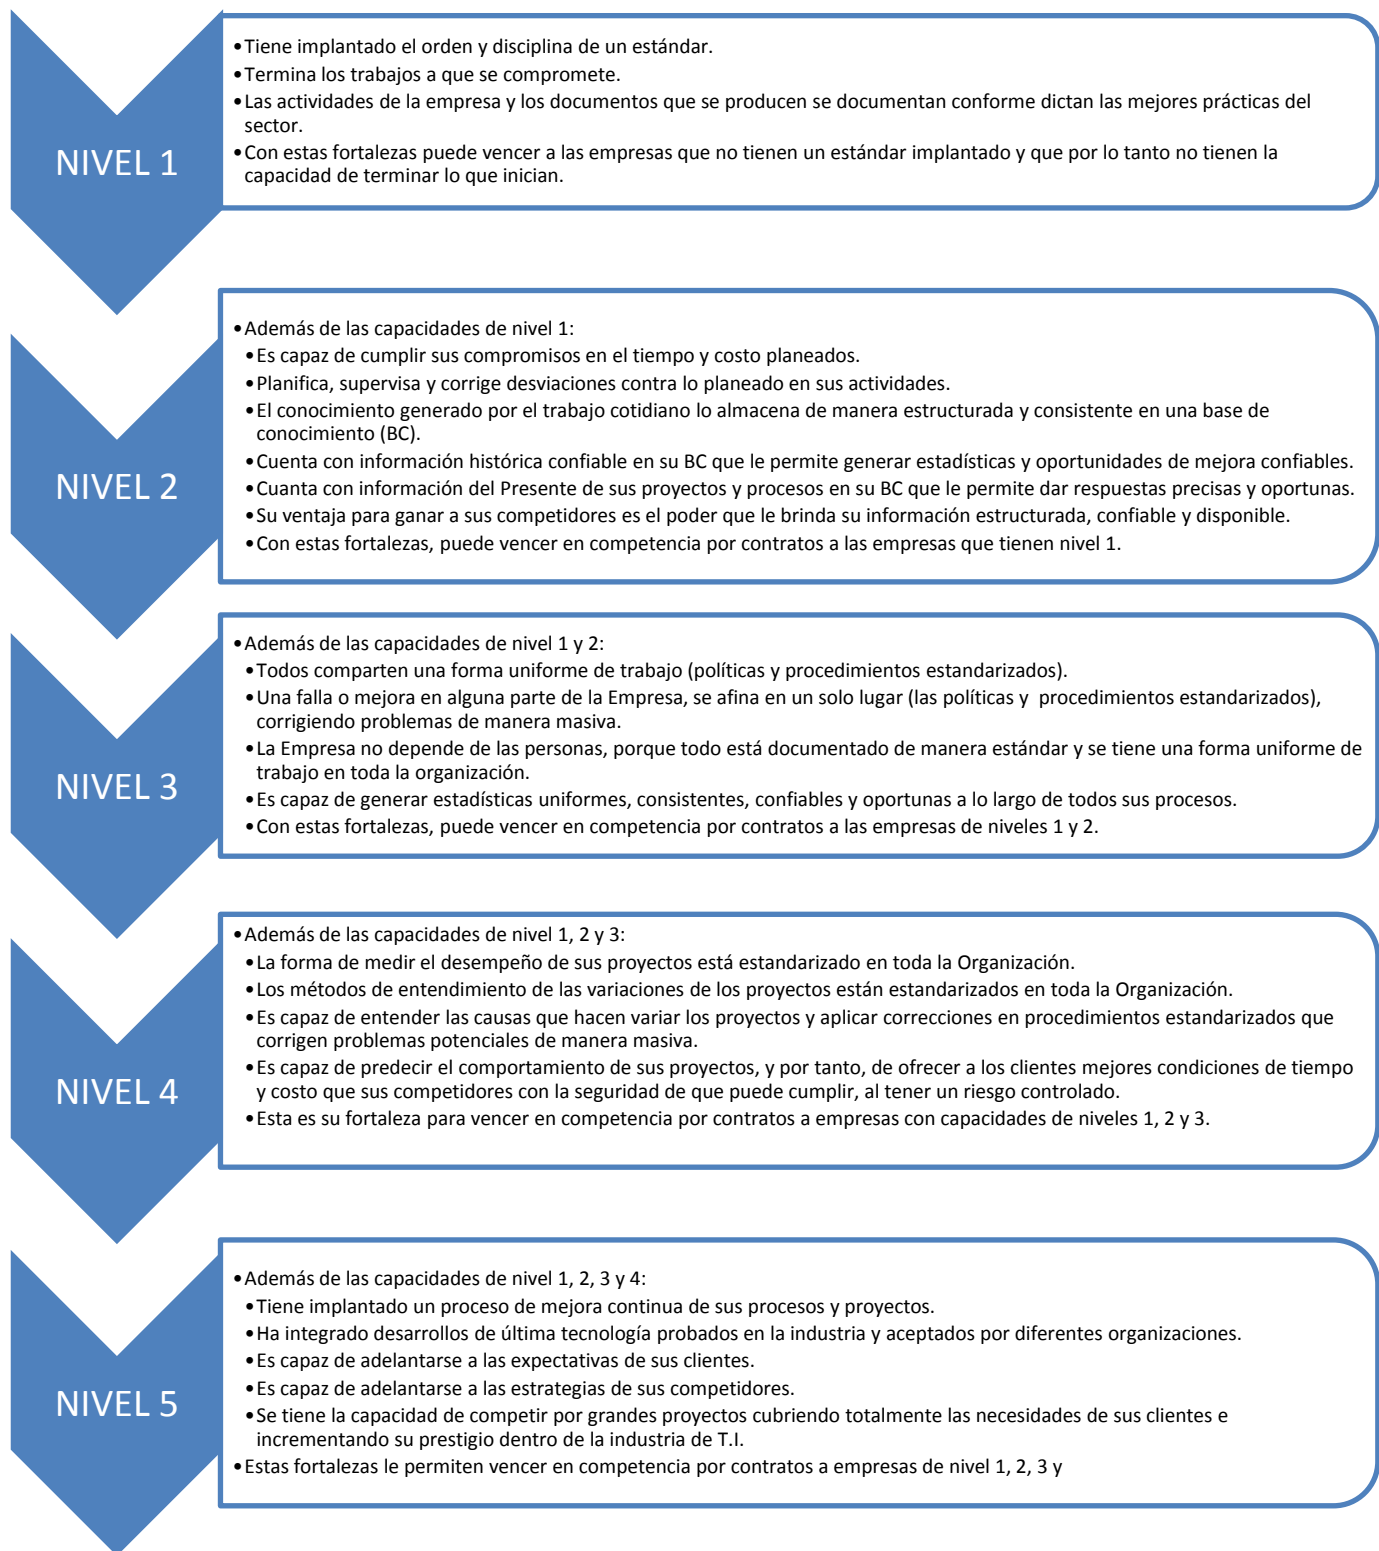 NIVEL 1
•Tiene implantado el orden y disciplina de un estándar.
•Termina los trabajos a que se compromete.
•Las actividades de la empresa y los documentos que se producen se documentan conforme dictan las mejores prácticas del
sector.
•Con estas fortalezas puede vencer a las empresas que no tienen un estándar implantado y que por lo tanto no tienen la
capacidad de terminar lo que inician.
NIVEL 2
•Además de las capacidades de nivel 1:
•Es capaz de cumplir sus compromisos en el tiempo y costo planeados.
•Planifica, supervisa y corrige desviaciones contra lo planeado en sus actividades.
•El conocimiento generado por el trabajo cotidiano lo almacena de manera estructurada y consistente en una base de
conocimiento (BC).
•Cuenta con información histórica confiable en su BC que le permite generar estadísticas y oportunidades de mejora confiables.
•Cuanta con información del Presente de sus proyectos y procesos en su BC que le permite dar respuestas precisas y oportunas.
•Su ventaja para ganar a sus competidores es el poder que le brinda su información estructurada, confiable y disponible.
•Con estas fortalezas, puede vencer en competencia por contratos a las empresas que tienen nivel 1.
NIVEL 3
•Además de las capacidades de nivel 1 y 2:
•Todos comparten una forma uniforme de trabajo (políticas y procedimientos estandarizados).
•Una falla o mejora en alguna parte de la Empresa, se afina en un solo lugar (las políticas y  procedimientos estandarizados),
corrigiendo problemas de manera masiva.
•La Empresa no depende de las personas, porque todo está documentado de manera estándar y se tiene una forma uniforme de
trabajo en toda la organización.
•Es capaz de generar estadísticas uniformes, consistentes, confiables y oportunas a lo largo de todos sus procesos.
•Con estas fortalezas, puede vencer en competencia por contratos a las empresas de niveles 1 y 2.
NIVEL 4
•Además de las capacidades de nivel 1, 2 y 3:
•La forma de medir el desempeño de sus proyectos está estandarizado en toda la Organización.
•Los métodos de entendimiento de las variaciones de los proyectos están estandarizados en toda la Organización.
•Es capaz de entender las causas que hacen variar los proyectos y aplicar correcciones en procedimientos estandarizados que
corrigen problemas potenciales de manera masiva.
•Es capaz de predecir el comportamiento de sus proyectos, y por tanto, de ofrecer a los clientes mejores condiciones de tiempo
y costo que sus competidores con la seguridad de que puede cumplir, al tener un riesgo controlado.
•Esta es su fortaleza para vencer en competencia por contratos a empresas con capacidades de niveles 1, 2 y 3.
NIVEL 5
•Además de las capacidades de nivel 1, 2, 3 y 4:
•Tiene implantado un proceso de mejora continua de sus procesos y proyectos.
•Ha integrado desarrollos de última tecnología probados en la industria y aceptados por diferentes organizaciones.
•Es capaz de adelantarse a las expectativas de sus clientes.
•Es capaz de adelantarse a las estrategias de sus competidores.
•Se tiene la capacidad de competir por grandes proyectos cubriendo totalmente las necesidades de sus clientes e
incrementando su prestigio dentro de la industria de T.I.
•Estas fortalezas le permiten vencer en competencia por contratos a empresas de nivel 1, 2, 3 y